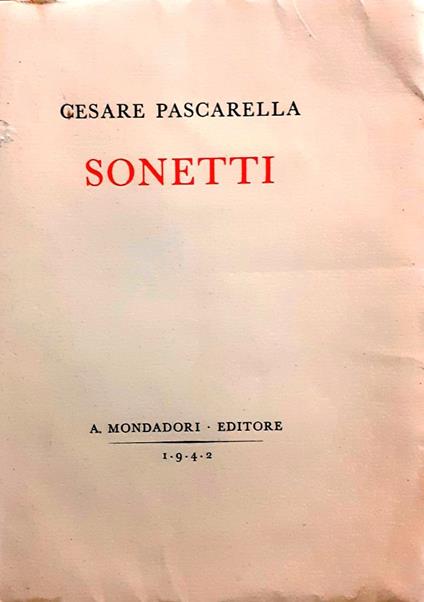 CESARE PASCARELLA
SONETTI
A. MONDADORI · EDITORE
1·9·4·2